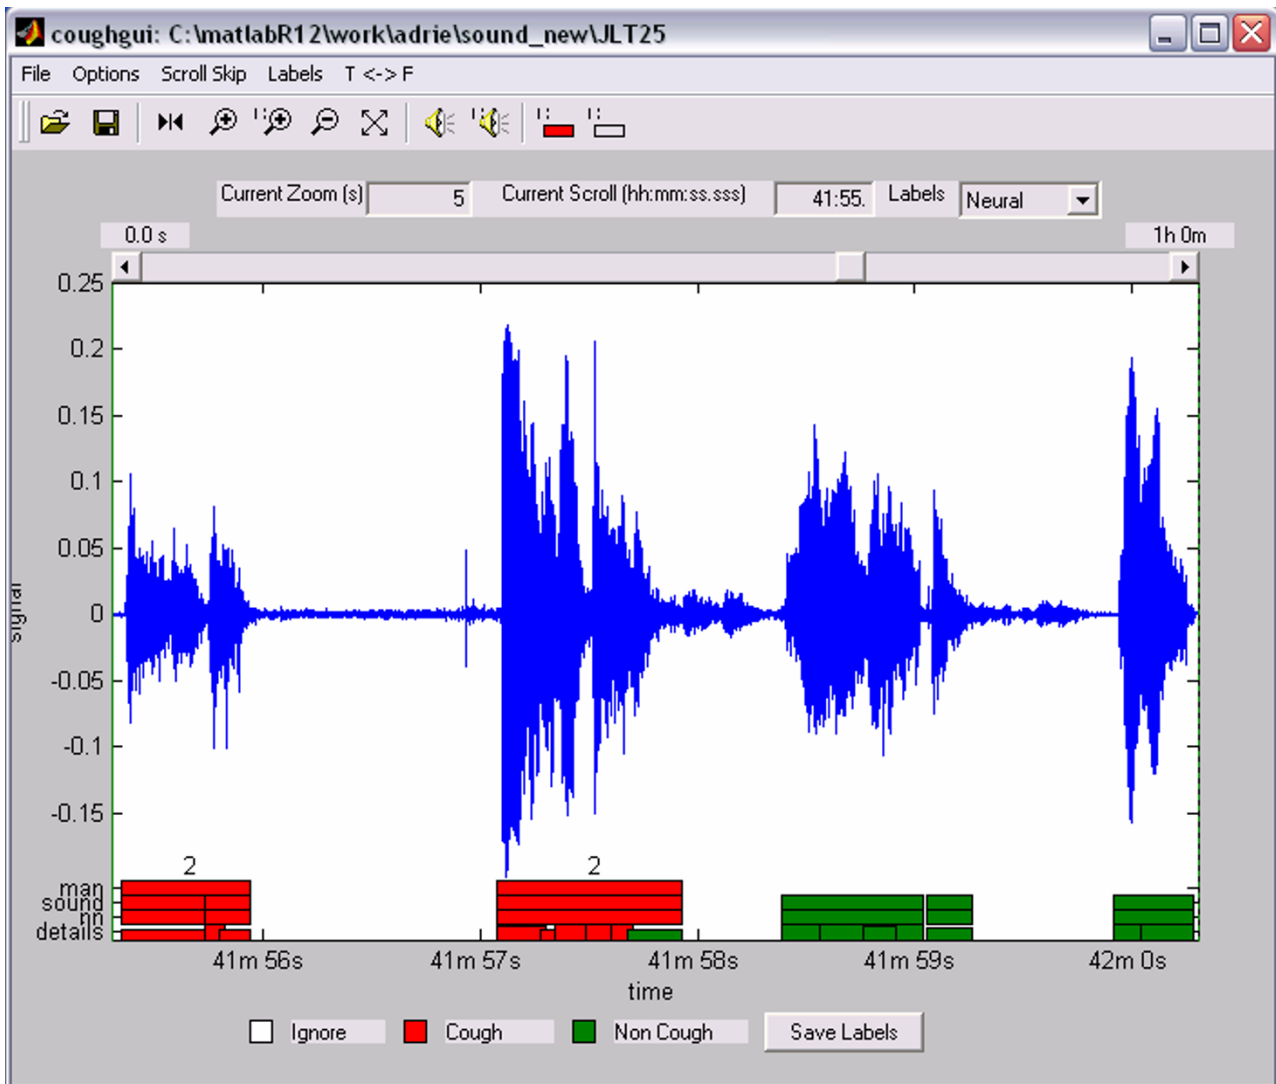 coughgui: C:\matlabR12\work\adrie\sound_new\JLT25
File Options Scroll Skip Labels T <-> F
Current Zoom (s) 5 Current Scroll (hh:mm:ss.sss) 41:55. Labels Neural
0.0 s 1h 0m
0.25
0.2
0.15
0.1
0.05
0
signal
-0.05
-0.1
-0.15
2 2
man
sound
nn
details
41m 56s 41m 57s 41m 58s 41m 59s 42m 0s
time
Ignore Cough Non Cough Save Labels